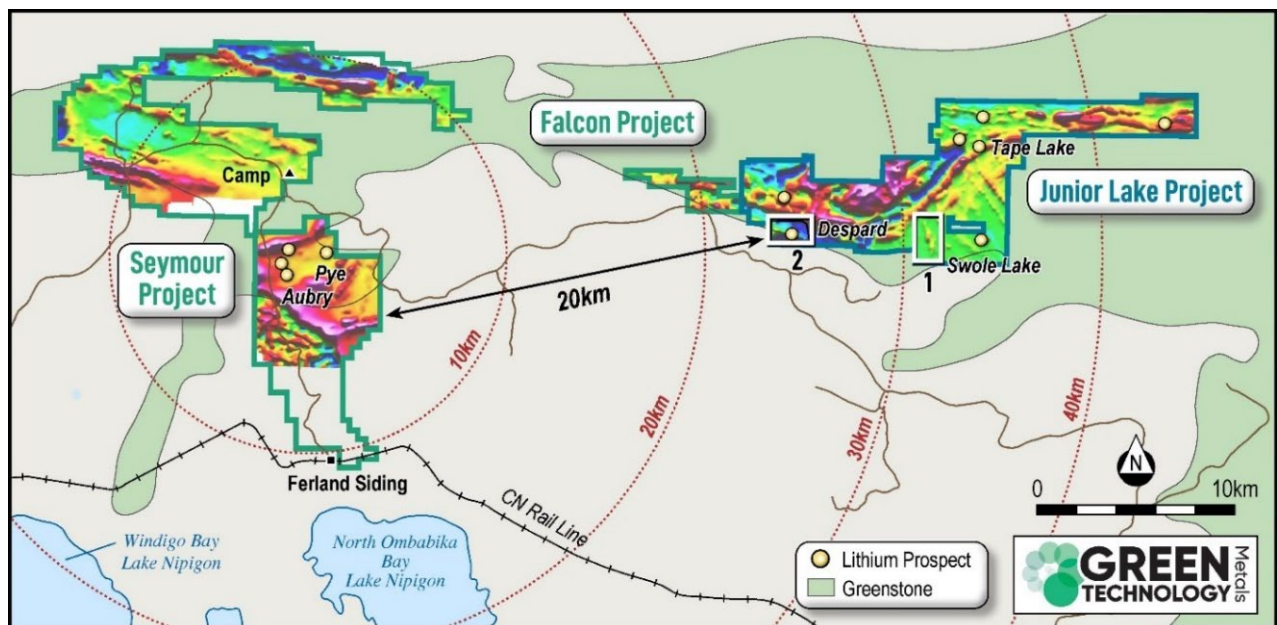 Falcon Project
Camp
Tape Lake
Junior Lake Project
Seymour
Project
Pye
Aubry
Despard
2
1
Swole Lake
20km
10km
20km
30km
40km
Ferland Siding
CN Rail Line
N
0
10km
Windigo Bay
Lake Nipigon
North Ombabika
Bay
Lake Nipigon
Lithium Prospect
Greenstone
GREEN
TECHNOLOGY
Metals